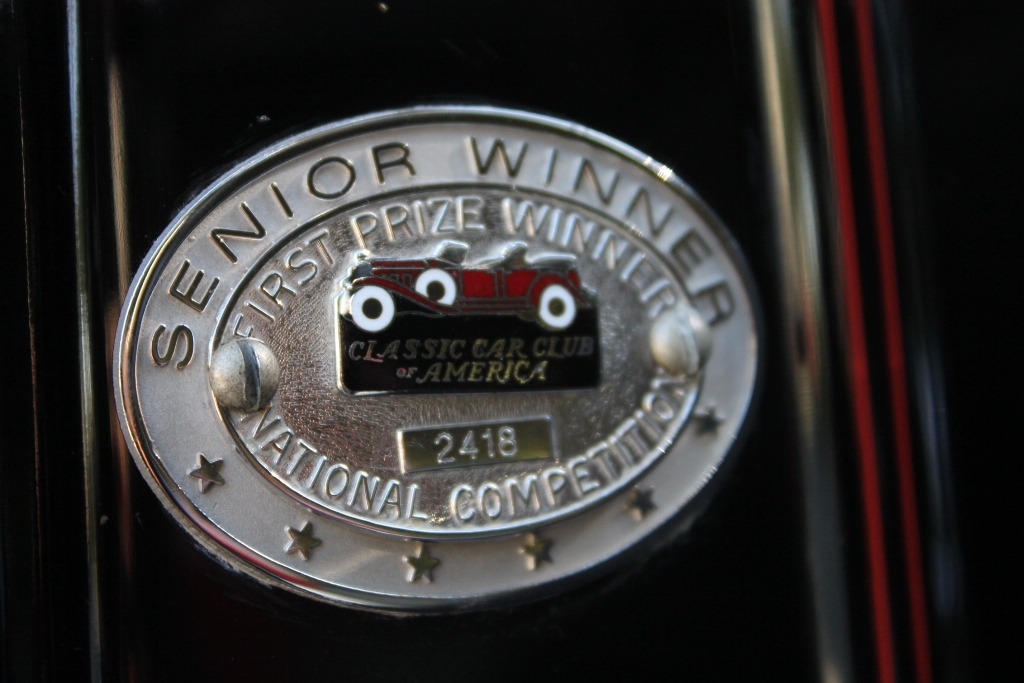 SENIOR WINNER
FIRST PRIZE WINNER
CLASSIC CAR CLUB
OF AMERICA
2418
NATIONAL COMPETITION